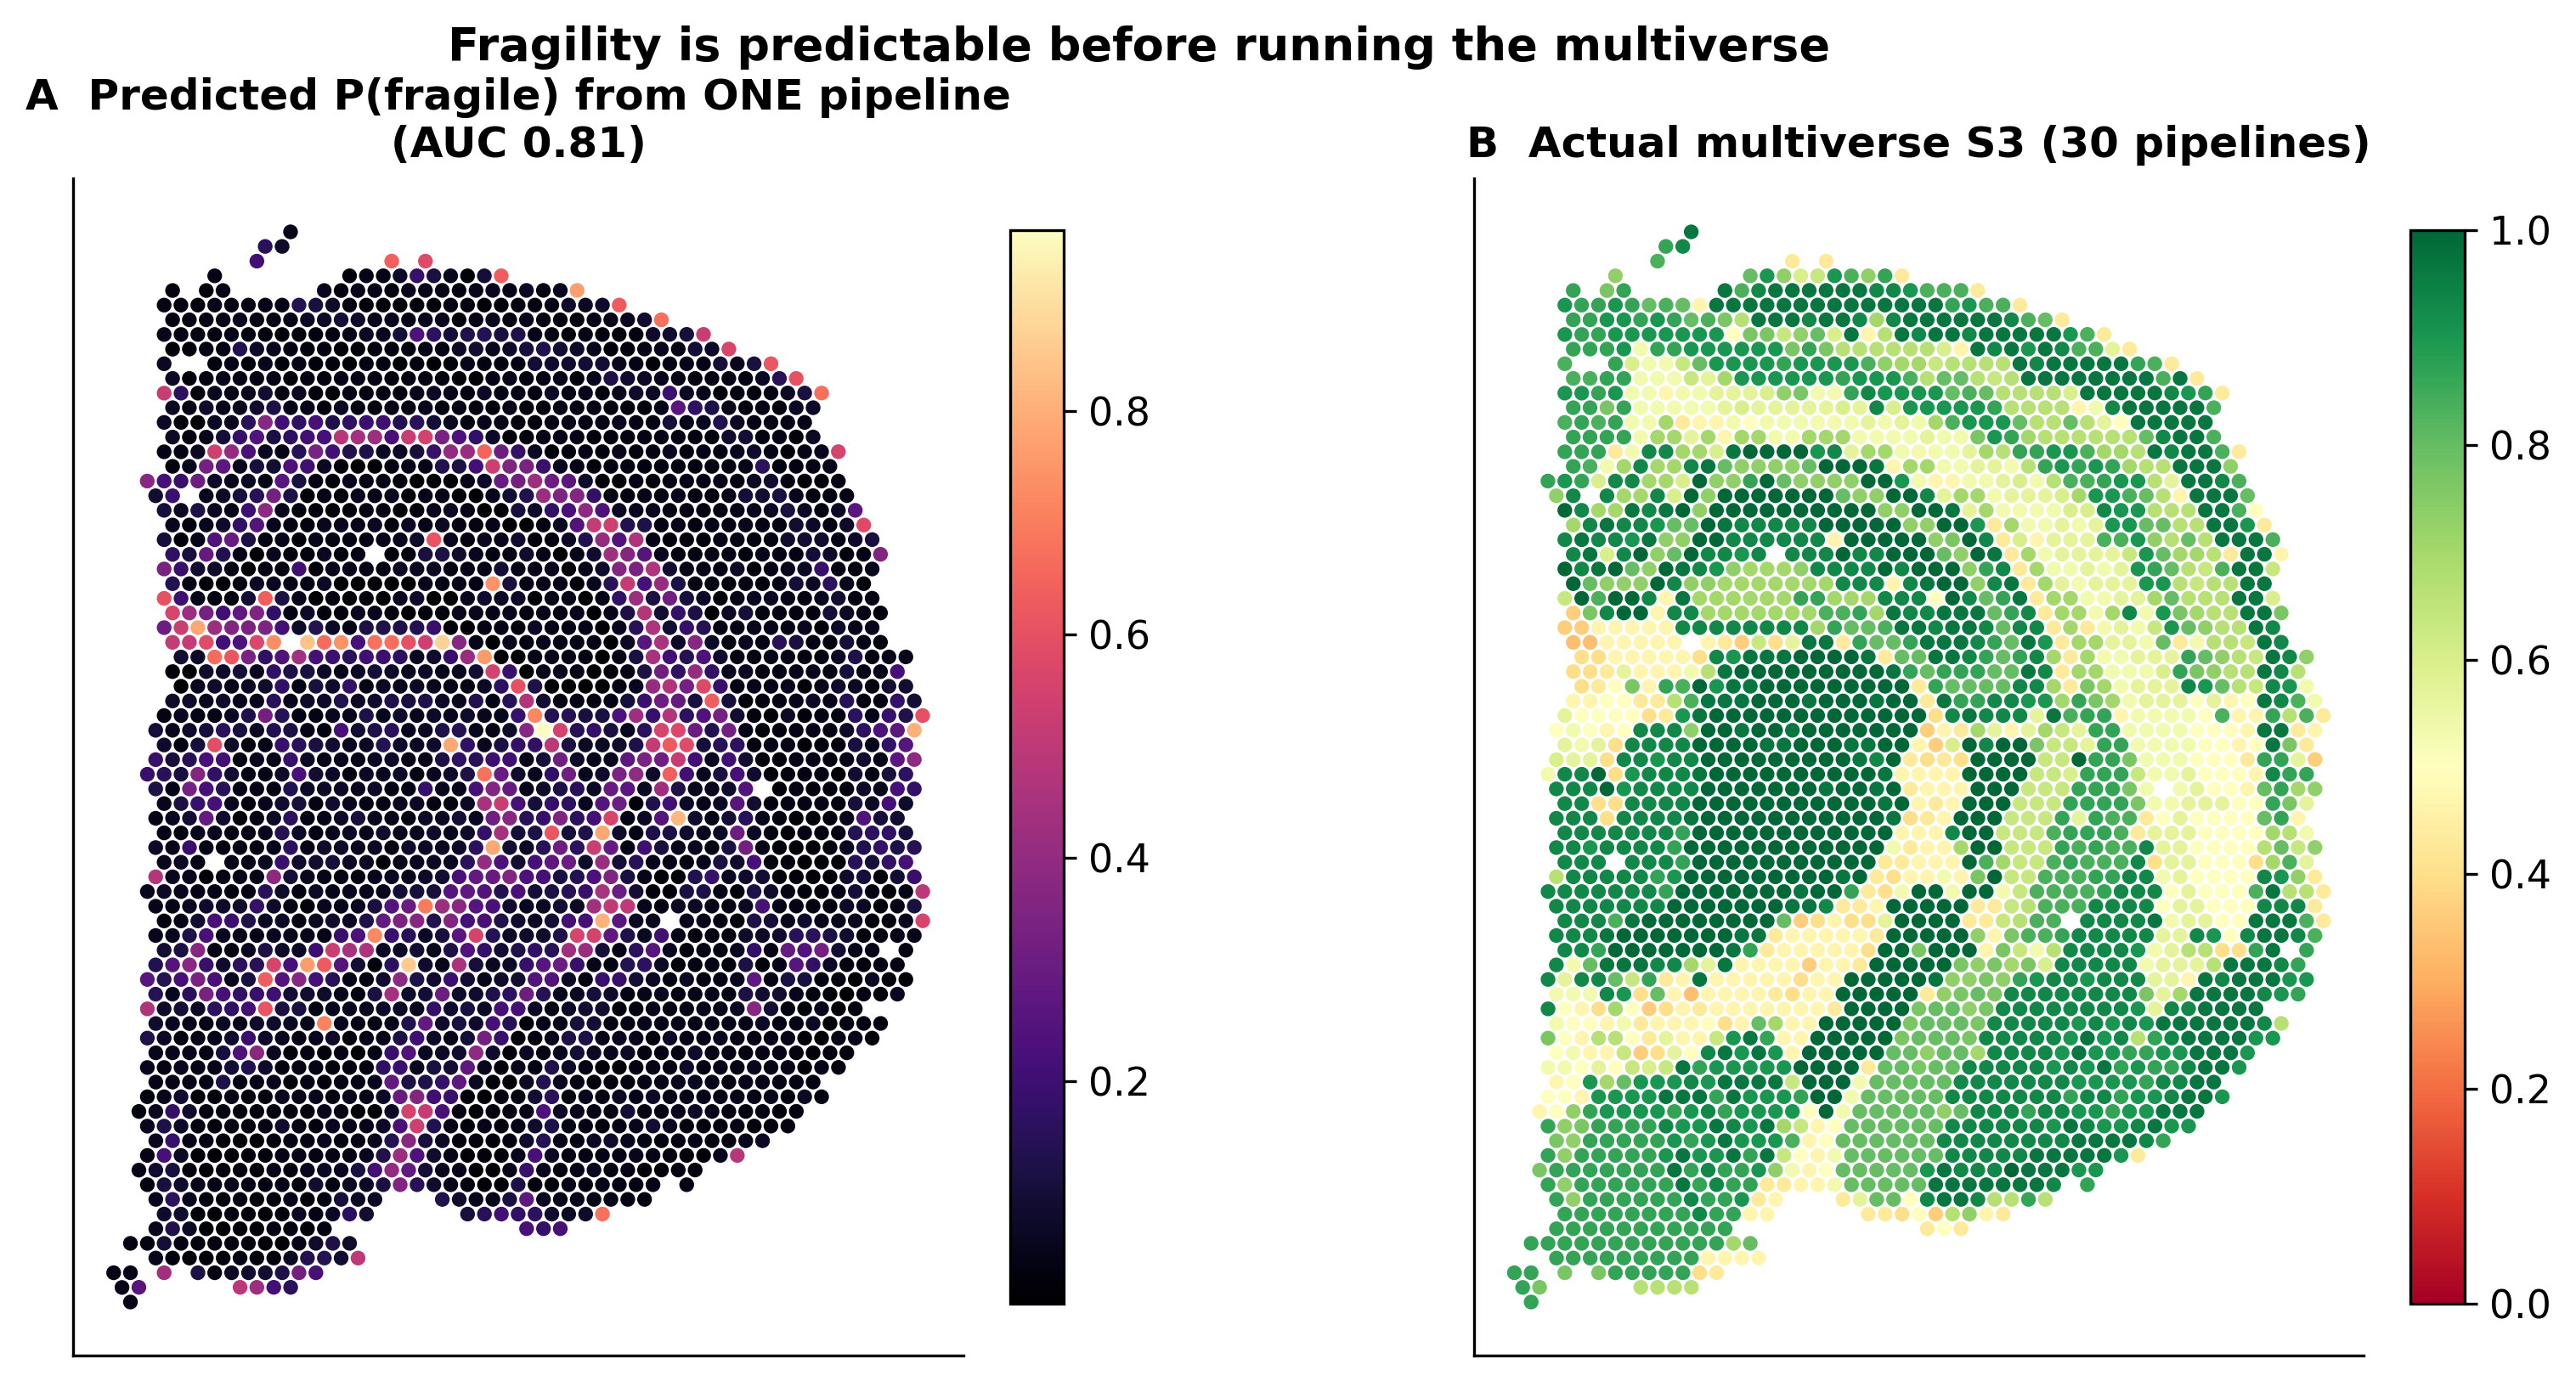 Fragility is predictable before running the multiverse
A Predicted P(fragile) from ONE pipeline
(AUC 0.81)
0.8
0.6
0.4
0.2
B Actual multiverse S3 (30 pipelines)
1.0
0.8
0.6
0.4
0.2
0.0